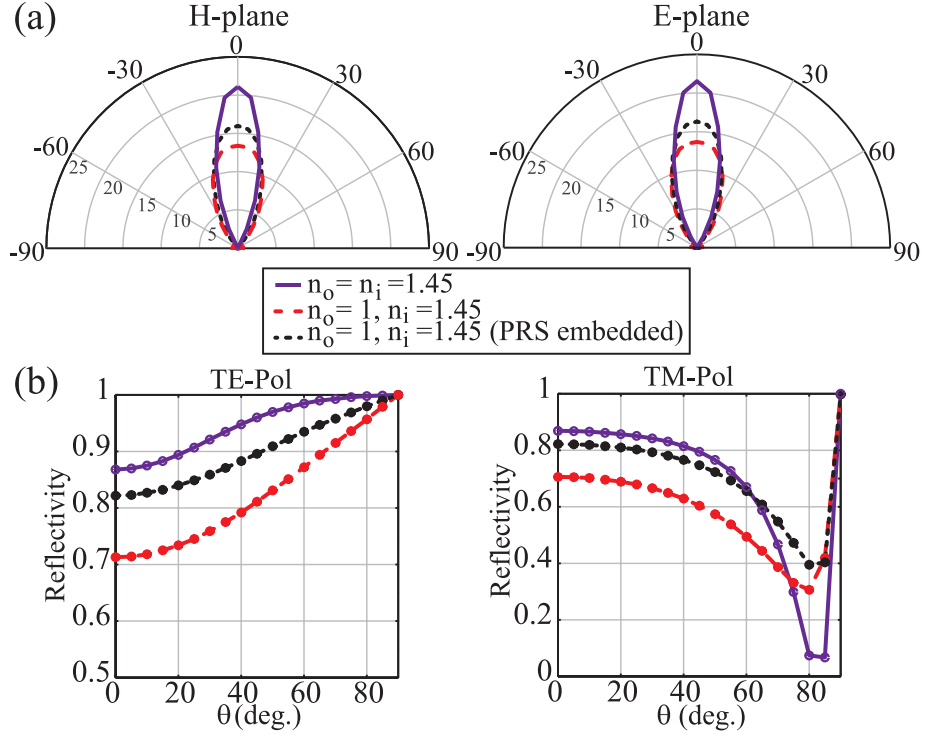 (a)
H-plane
E-plane
0
-30
30
-60
60
25
20
15
10
5
-90
90
0
-30
30
-60
60
25
20
15
10
5
-90
90
n_o = n_i =1.45
n_o = 1, n_i =1.45
n_o = 1, n_i =1.45 (PRS embedded)
(b)
TE-Pol
Reflectivity
1
0.9
0.8
0.7
0.6
0.5
0 20 40 60 80
θ (deg.)
TM-Pol
Reflectivity
1
0.8
0.6
0.4
0.2
0
0 20 40 60 80
θ (deg.)